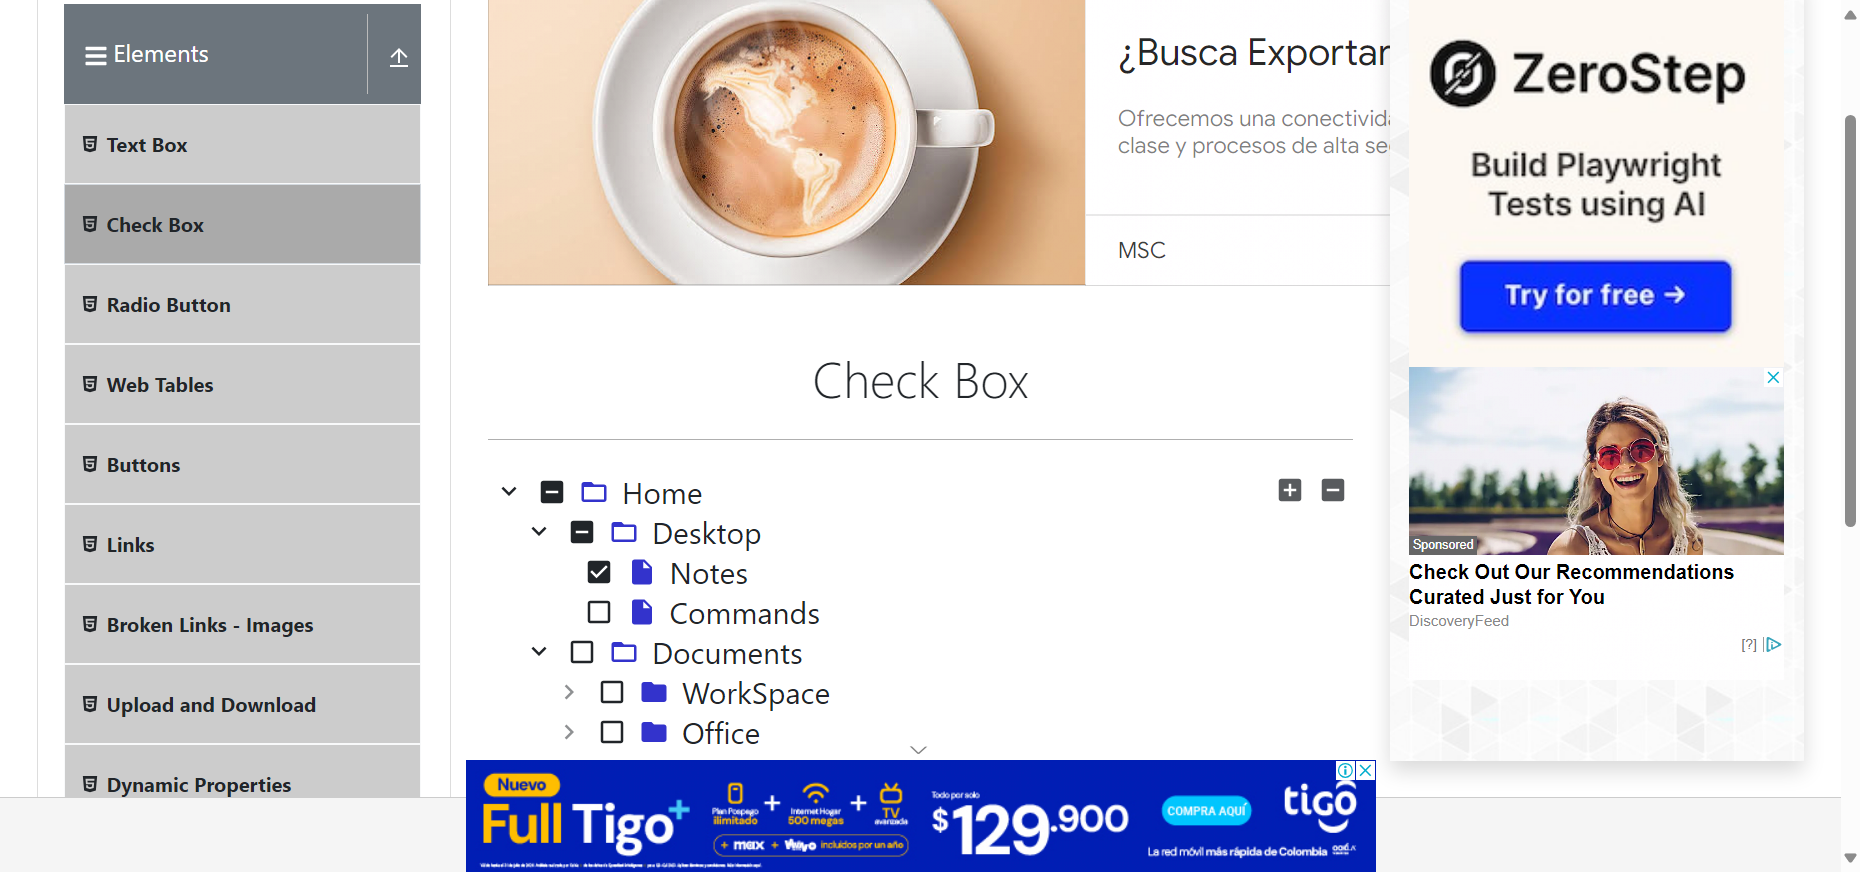 Elements
Text Box
Check Box
Radio Button
Web Tables
Buttons
Links
Broken Links - Images
Upload and Download
Dynamic Properties
¿Busca Exportar
Ofrecemos una conectivida
clase y procesos de alta se
MSC
Check Box
Home
Desktop
Notes
Commands
Documents
WorkSpace
Office
ZeroStep
Build Playwright
Tests using AI
Try for free →
Sponsored
Check Out Our Recommendations
Curated Just for You
DiscoveryFeed
[?]
Nuevo
Full Tigo+
Plan Pospago
ilimitado
+
Internet Hogar
500 megas
+
TV
avanzada
+ max + incluidos por un año
Todo por solo
$129.900
COMPRA AQUÍ
tigo
La red móvil más rápida de Colombia